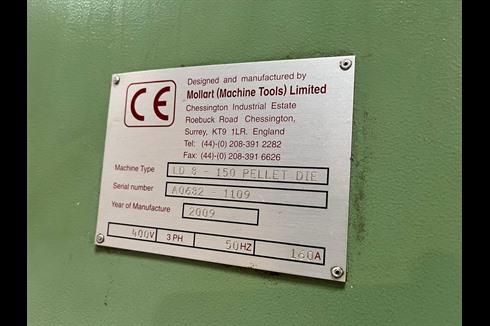 CE
Designed and manufactured by
Mollart (Machine Tools) Limited
Chessington Industrial Estate
Roebuck Road Chessington,
Surrey, KT9 1LR. England
Tel: (44)-(0) 208-391 2282
Fax: (44)-(0) 208-391 6626
Machine Type LD 8 - 150 PELLET DIE
Serial number A0682 - 1109
Year of Manufacture 2009
400V 3 PH 50HZ 160A